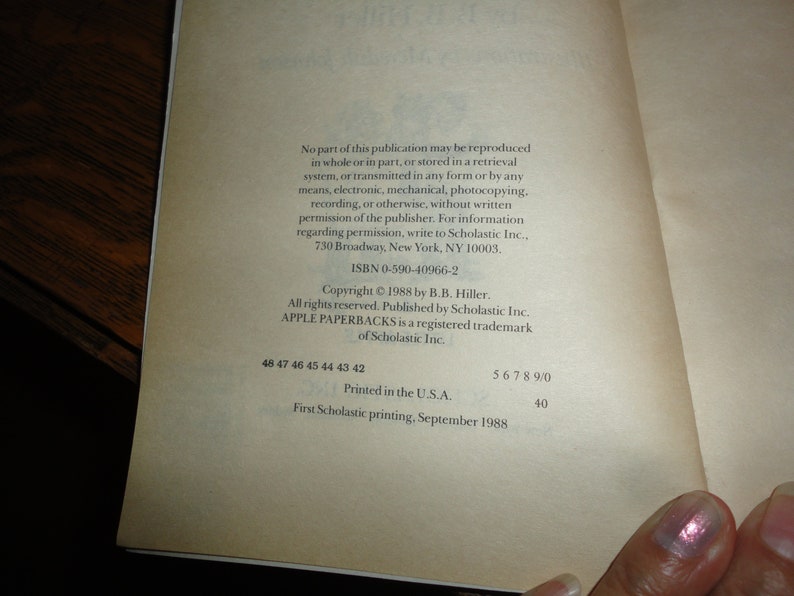 No part of this publication may be reproduced
in whole or in part, or stored in a retrieval
system, or transmitted in any form or by any
means, electronic, mechanical, photocopying,
recording, or otherwise, without written
permission of the publisher. For information
regarding permission, write to Scholastic Inc.,
730 Broadway, New York, NY 10003.
ISBN 0-590-40966-2
Copyright © 1988 by B.B. Hiller.
All rights reserved. Published by Scholastic Inc.
APPLE PAPERBACKS is a registered trademark
of Scholastic Inc.
48 47 46 45 44 43 42 5 6 7 8 9/0
Printed in the U.S.A. 40
First Scholastic printing, September 1988